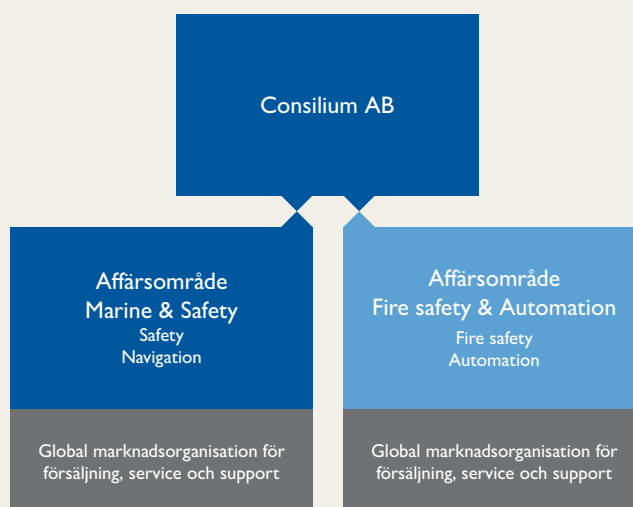 Consilium AB
Affärsområde
Marine & Safety
Safety
Navigation
Global marknadsorganisation för
försäljning, service och support
Affärsområde
Fire safety & Automation
Fire safety
Automation
Global marknadsorganisation för
försäljning, service och support